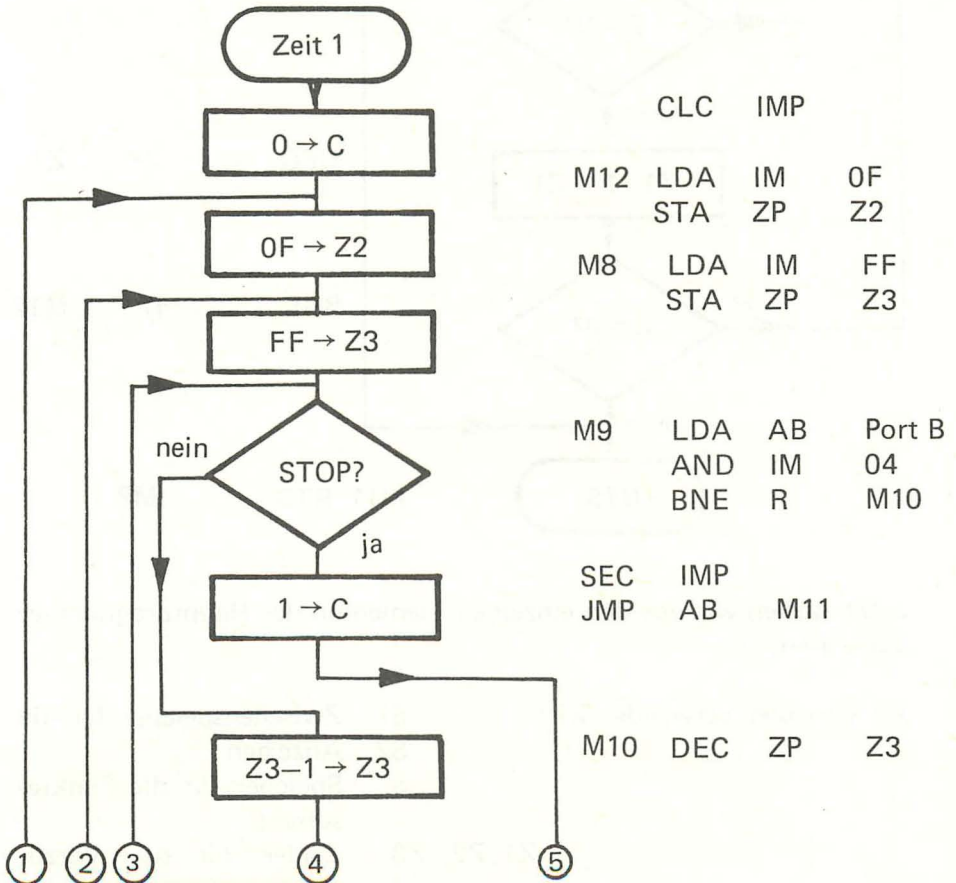 Zeit 1
0 → C
CLC IMP
M12 LDA IM 0F
STA ZP Z2
0F → Z2
M8 LDA IM FF
STA ZP Z3
FF → Z3
M9 LDA AB Port B
AND IM 04
BNE R M10
nein
STOP?
ja
SEC IMP
JMP AB M11
1 → C
M10 DEC ZP Z3
Z3–1 → Z3
1 2 3 4 5